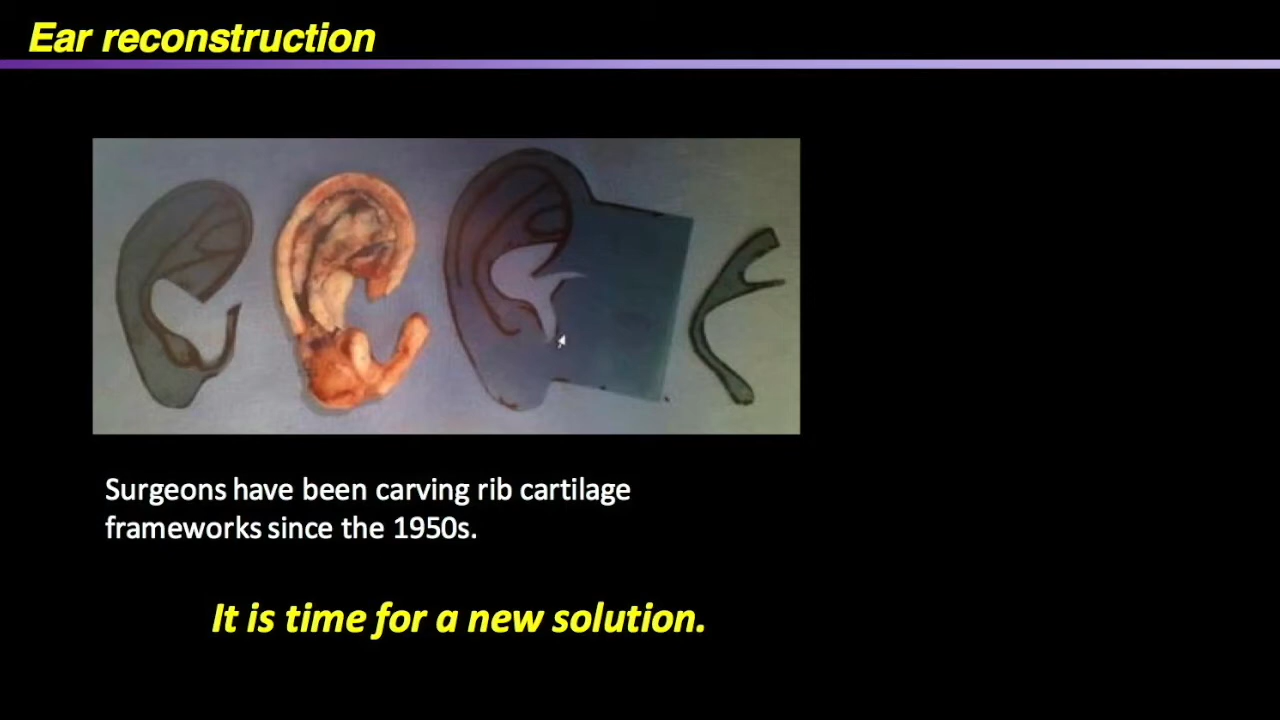 Ear reconstruction
Surgeons have been carving rib cartilage
frameworks since the 1950s.
It is time for a new solution.